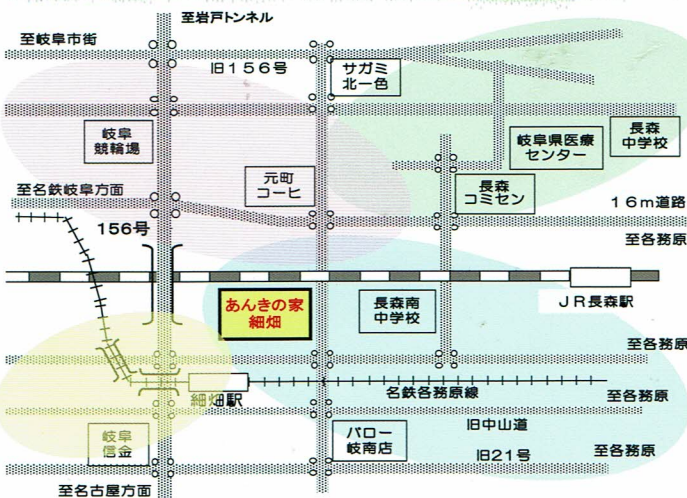 至岩戸トンネル
至岐阜市街
旧156号
サガミ
北一色
岐阜
競輪場
岐阜県医療
センター
長森
中学校
元町
コーヒ
長森
コミセン
至名鉄岐阜方面
16m道路
156号
至各務原
あんきの家
細畑
長森南
中学校
JR長森駅
至各務原
細畑駅
名鉄各務原線
至各務原
旧中山道
岐阜
信金
バロー
岐南店
旧21号
至各務原
至名古屋方面